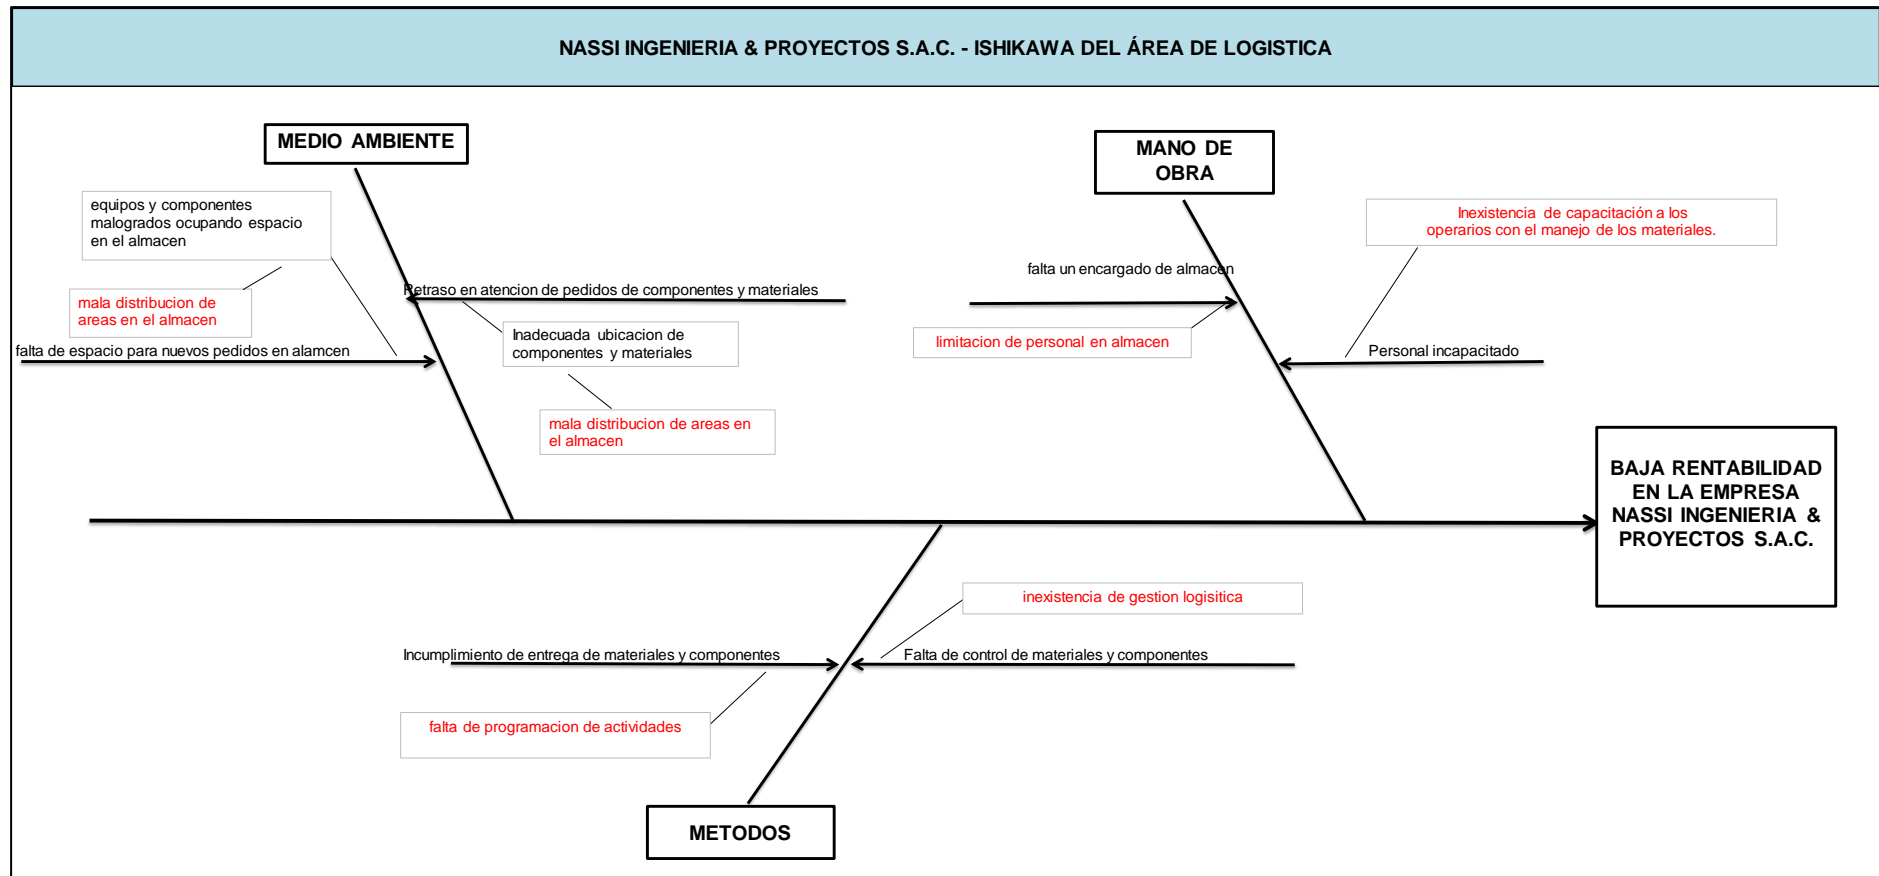 NASSI INGENIERIA & PROYECTOS S.A.C. - ISHIKAWA DEL ÁREA DE LOGISTICA
MEDIO AMBIENTE
equipos y componentes
malogrados ocupando espacio
en el almacen
mala distribucion de
areas en el almacen
falta de espacio para nuevos pedidos en alamcen
Retraso en atencion de pedidos de componentes y materiales
Inadecuada ubicacion de
componentes y materiales
mala distribucion de areas en
el almacen
MANO DE
OBRA
falta un encargado de almacen
limitacion de personal en almacen
Inexistencia de capacitación a los
operarios con el manejo de los materiales.
Personal incapacitado
BAJA RENTABILIDAD
EN LA EMPRESA
NASSI INGENIERIA &
PROYECTOS S.A.C.
inexistencia de gestion logisitica
Incumplimiento de entrega de materiales y componentes
Falta de control de materiales y componentes
falta de programacion de actividades
METODOS